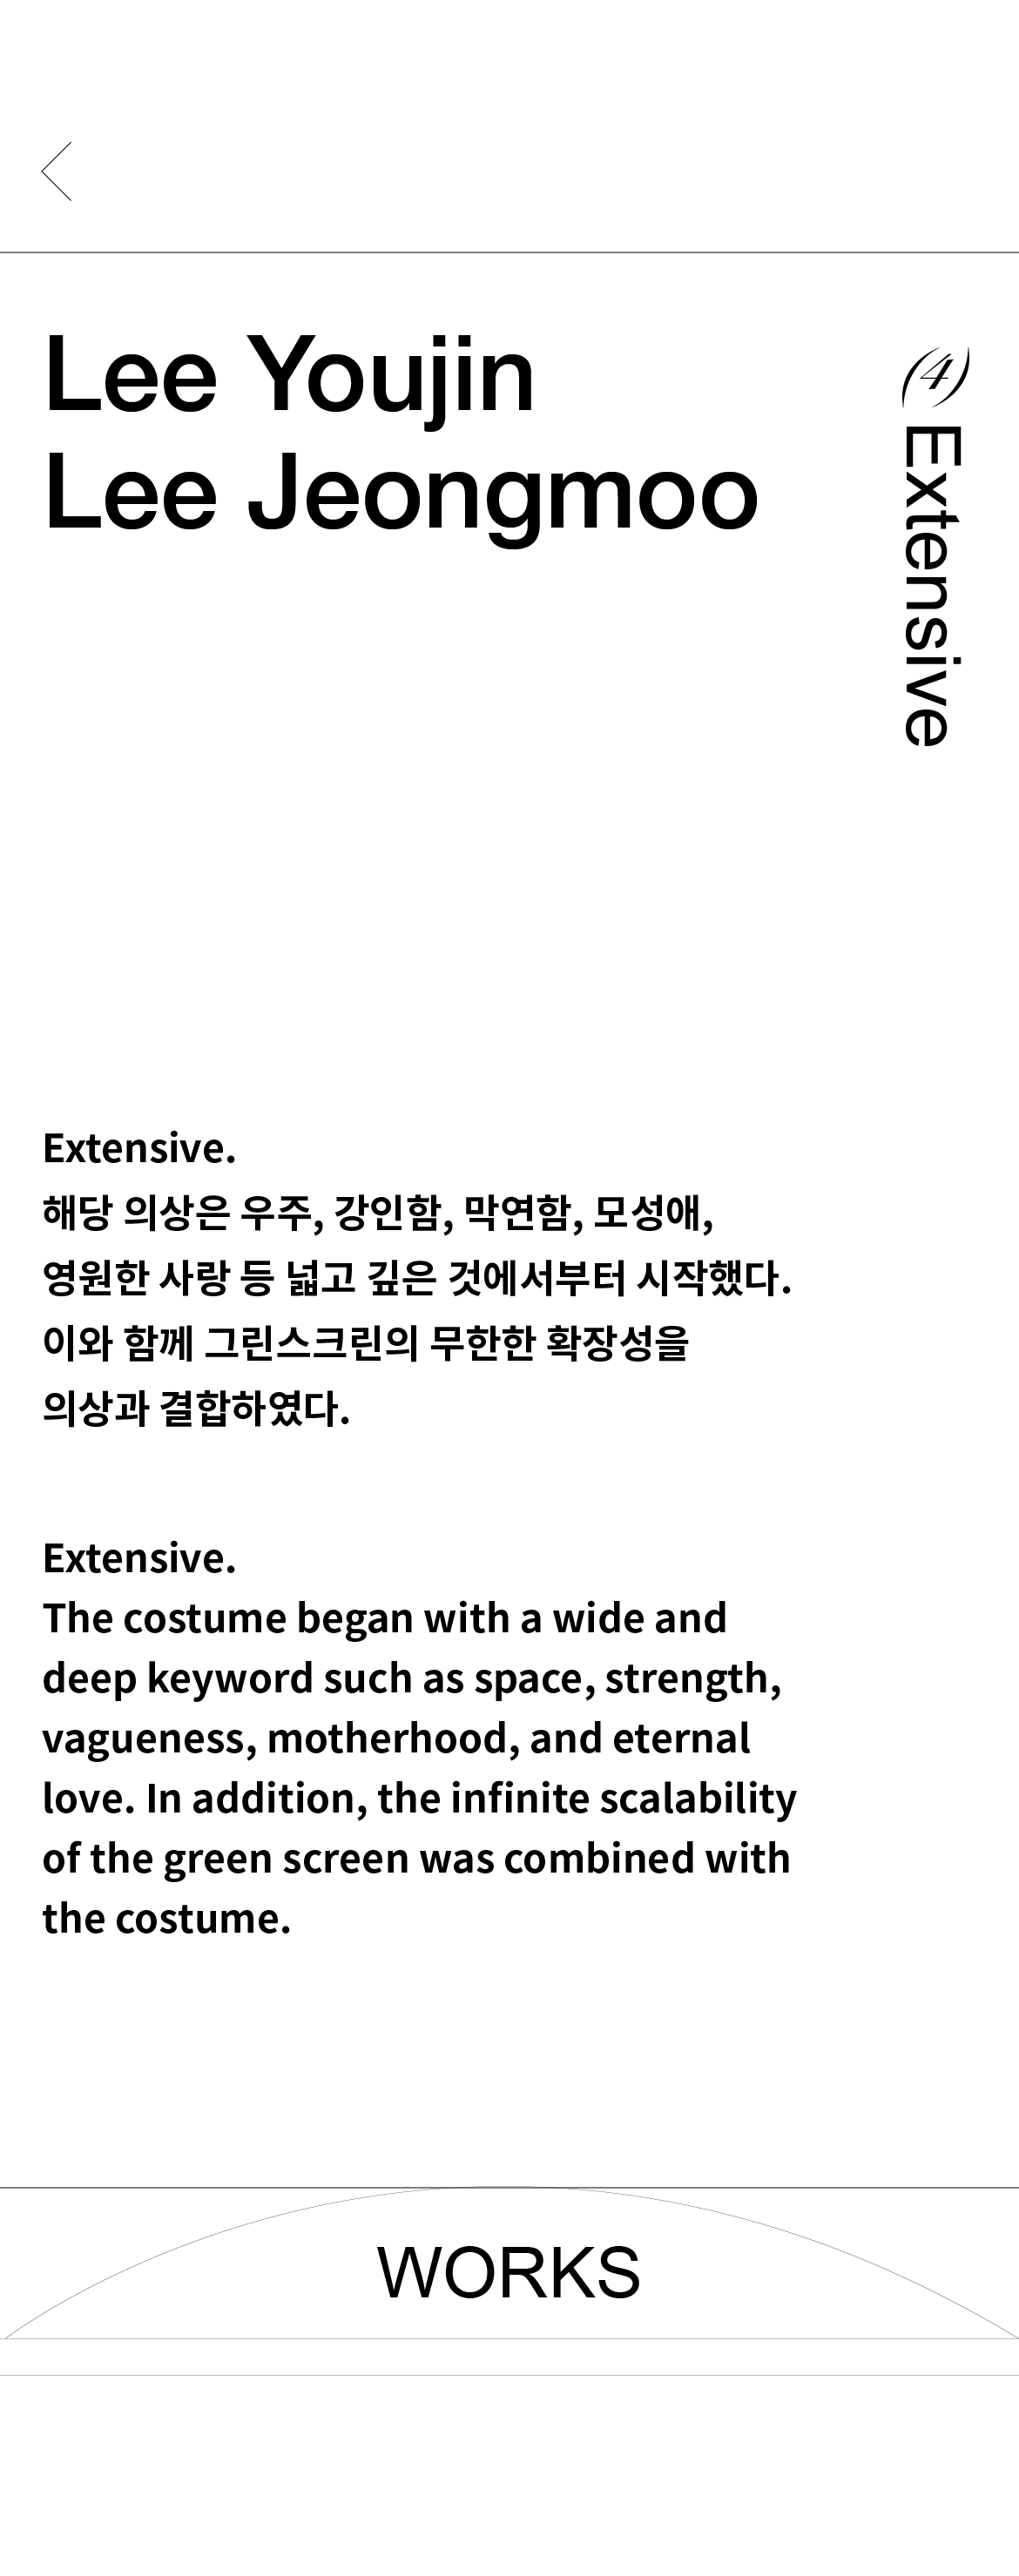 Lee Youjin
Lee Jeongmoo
(4) Extensive
Extensive.
해당 의상은 우주, 강인함, 막연함, 모성애,
영원한 사랑 등 넓고 깊은 것에서부터 시작했다.
이와 함께 그린스크린의 무한한 확장성을
의상과 결합하였다.
Extensive.
The costume began with a wide and
deep keyword such as space, strength,
vagueness, motherhood, and eternal
love. In addition, the infinite scalability
of the green screen was combined with
the costume.
WORKS